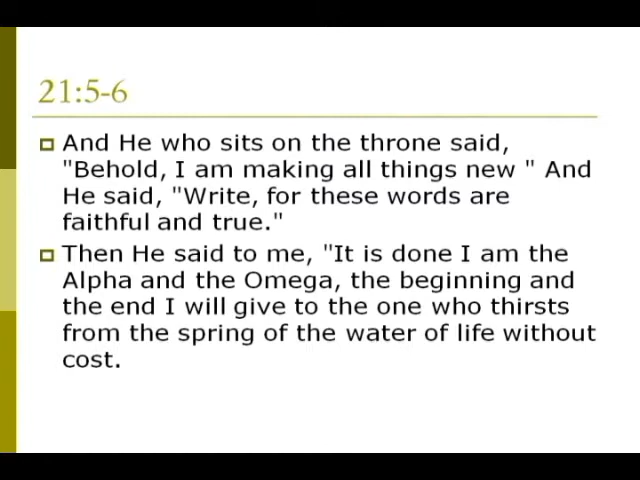 21:5-6
And He who sits on the throne said,
"Behold, I am making all things new " And
He said, "Write, for these words are
faithful and true."
Then He said to me, "It is done I am the
Alpha and the Omega, the beginning and
the end I will give to the one who thirsts
from the spring of the water of life without
cost.